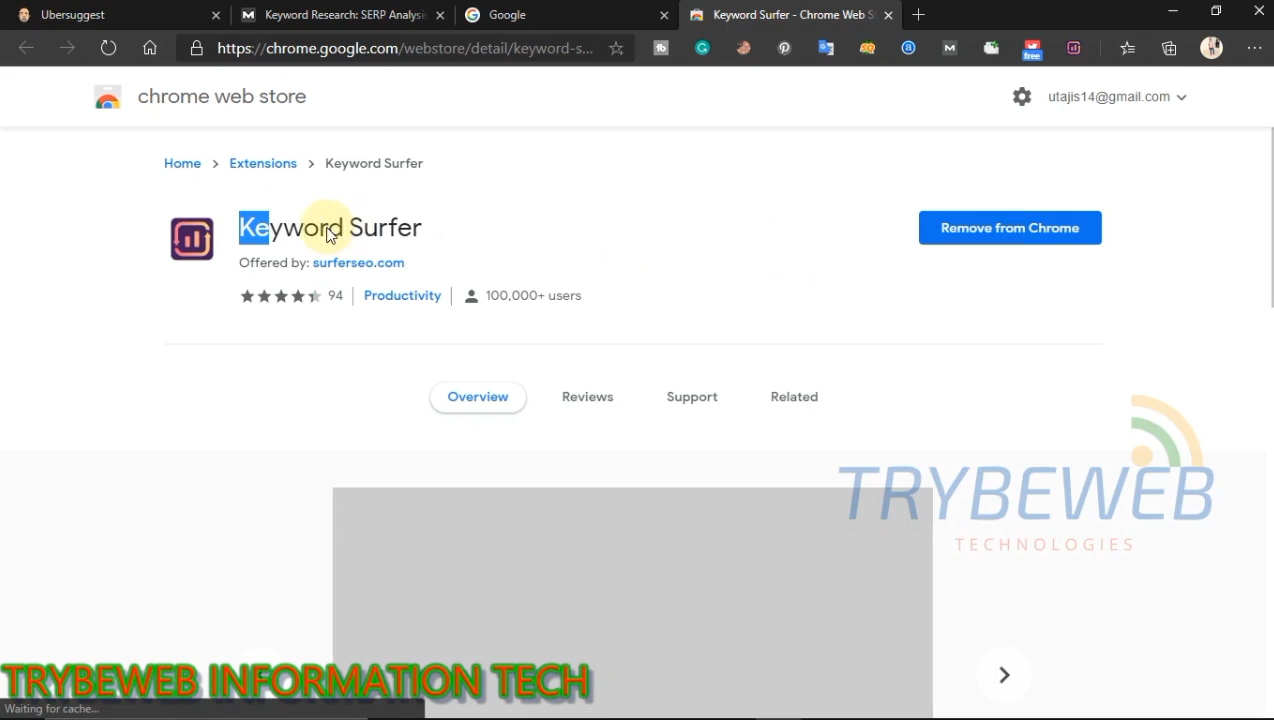 Ubersuggest
Keyword Research: SERP Analysis
Google
Keyword Surfer - Chrome Web S
https://chrome.google.com/webstore/detail/keyword-s...
free
chrome web store
utajis14@gmail.com
Home > Extensions > Keyword Surfer
Keyword Surfer
Remove from Chrome
Offered by: surferseo.com
94 Productivity 100,000+ users
Overview Reviews Support Related
TRYBEWEB
TECHNOLOGIES
TRYBEWEB INFORMATION TECH
Waiting for cache...